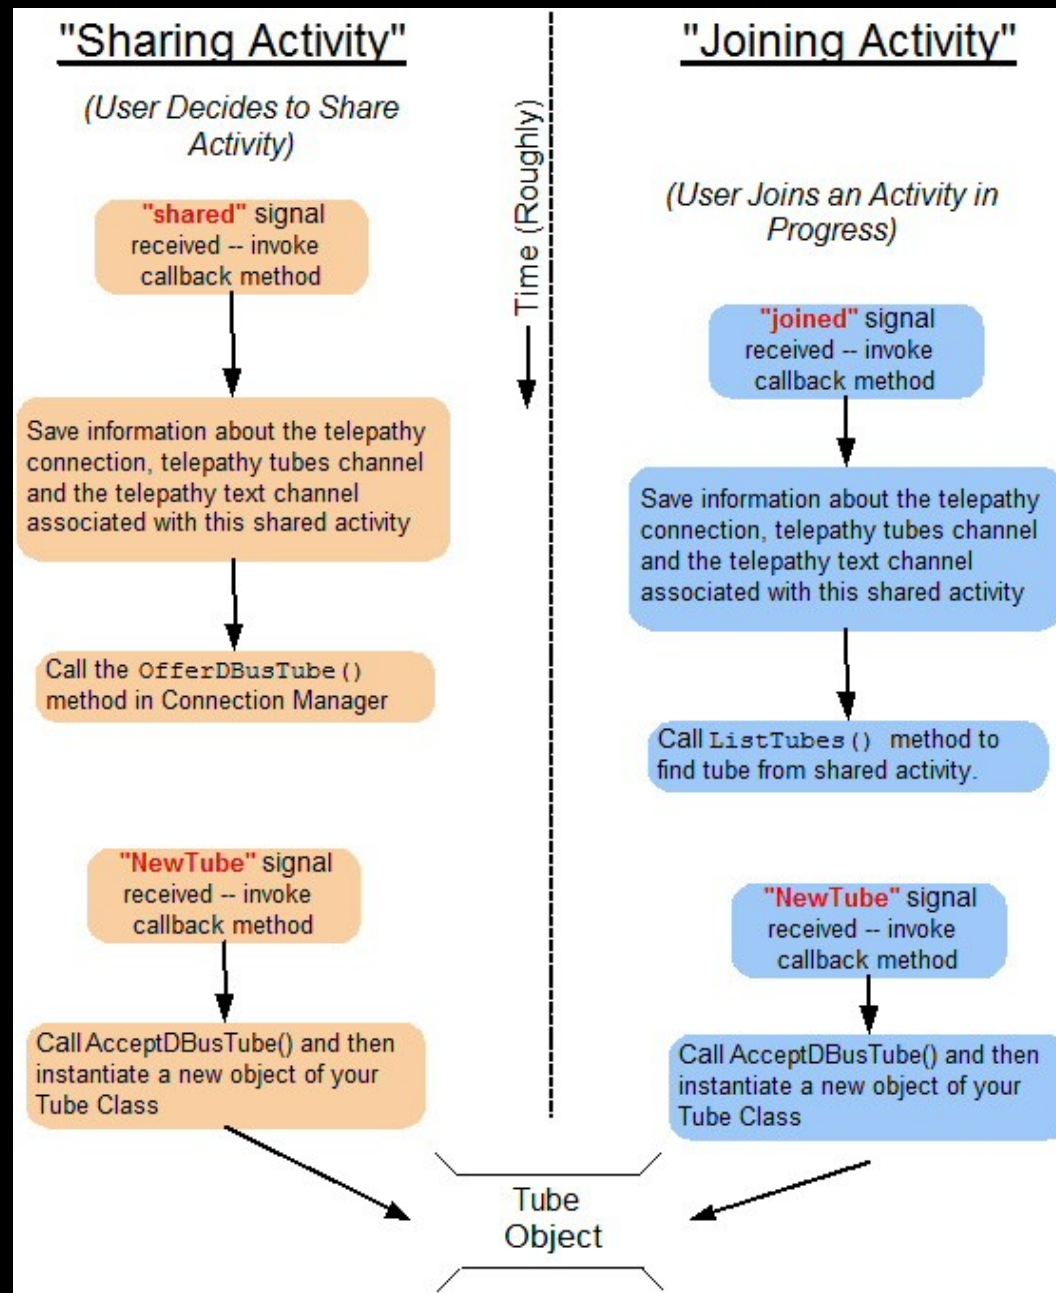 "Sharing Activity"
(User Decides to Share
Activity)
"shared" signal
received -- invoke
callback method
Save information about the telepathy
connection, telepathy tubes channel
and the telepathy text channel
associated with this shared activity
Call the OfferDBusTube()
method in Connection Manager
"NewTube" signal
received -- invoke
callback method
Call AcceptDBusTube() and then
instantiate a new object of your
Tube Class
Time (Roughly)
"Joining Activity"
(User Joins an Activity in
Progress)
"joined" signal
received -- invoke
callback method
Save information about the telepathy
connection, telepathy tubes channel
and the telepathy text channel
associated with this shared activity
Call ListTubes() method to
find tube from shared activity.
"NewTube" signal
received -- invoke
callback method
Call AcceptDBusTube() and then
instantiate a new object of your
Tube Class
Tube
Object